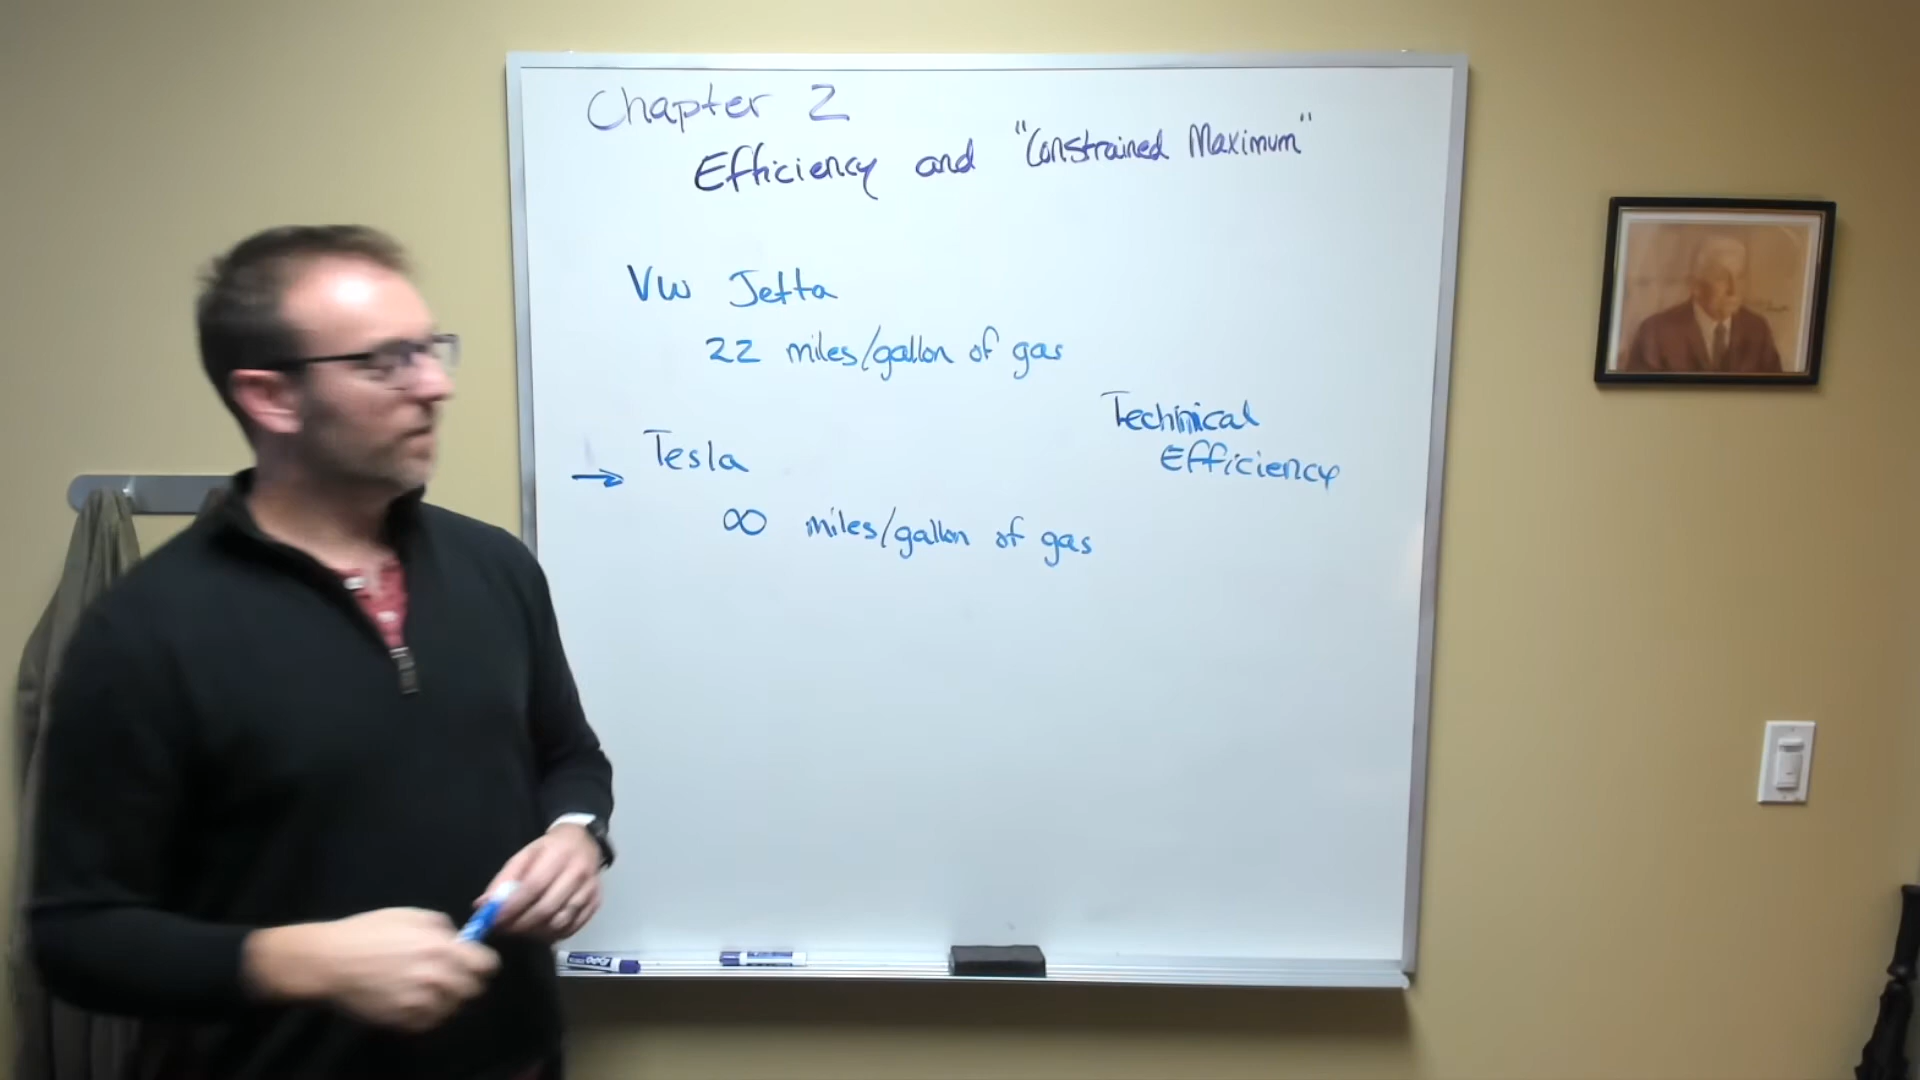 Chapter 2
Efficiency and "Constrained Maximum"
VW Jetta
22 miles/gallon of gas
Technical
Efficiency
→ Tesla
∞ miles/gallon of gas